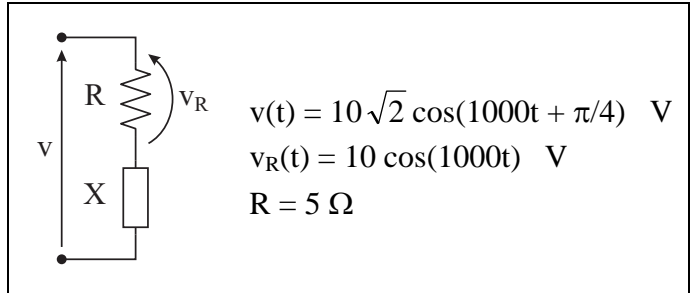 R
v_R
v
X
v(t) = 10 √2 cos(1000t + π/4) V
v_R(t) = 10 cos(1000t) V
R = 5 Ω